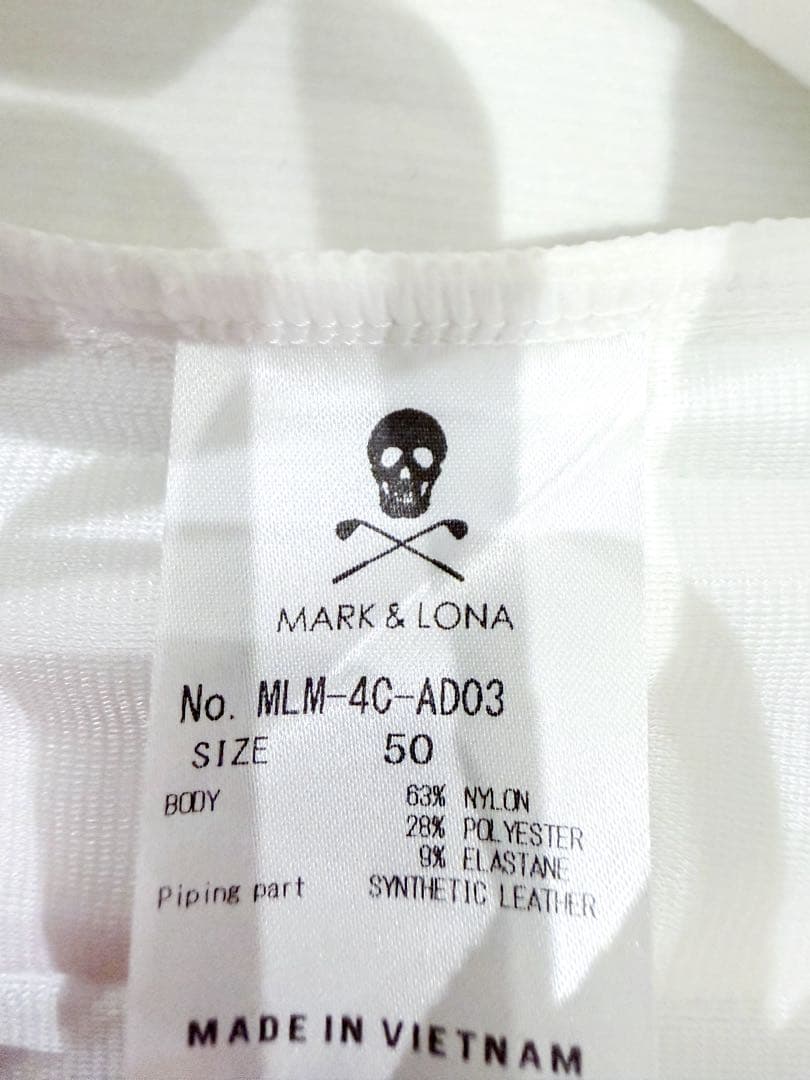 MARK & LONA
No. MLM-4C-AD03
SIZE 50
BODY 63% NYLON
28% POLYESTER
9% ELASTANE
Piping part SYNTHETIC LEATHER
MADE IN VIETNAM